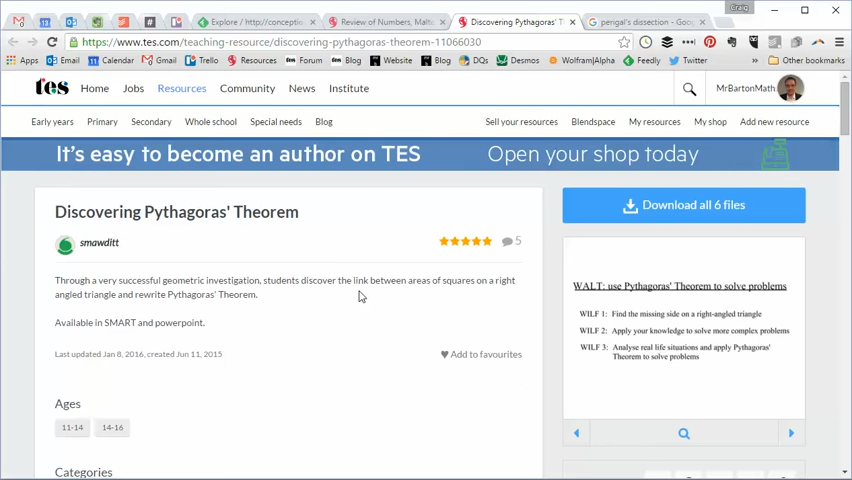 Craig
Explore / http://conception
Review of Numbers, Malto
Discovering Pythagoras' T
perigal's dissection - Goog
https://www.tes.com/teaching-resource/discovering-pythagoras-theorem-11066030
Apps Email Calendar Gmail Trello Resources Forum Blog Website Blog DQs Desmos Wolfram|Alpha Feedly Twitter » Other bookmarks
tes Home Jobs Resources Community News Institute MrBartonMath
Early years Primary Secondary Whole school Special needs Blog Sell your resources Blendspace My resources My shop Add new resource
It's easy to become an author on TES Open your shop today
Discovering Pythagoras' Theorem
Download all 6 files
smawditt
5
Through a very successful geometric investigation, students discover the link between areas of squares on a right
angled triangle and rewrite Pythagoras' Theorem.
Available in SMART and powerpoint.
Last updated Jan 8, 2016, created Jun 11, 2015
Add to favourites
Ages
11-14 14-16
Categories
WALT: use Pythagoras' Theorem to solve problems
WILF 1: Find the missing side on a right-angled triangle
WILF 2: Apply your knowledge to solve more complex problems
WILF 3: Analyse real life situations and apply Pythagoras'
Theorem to solve problems